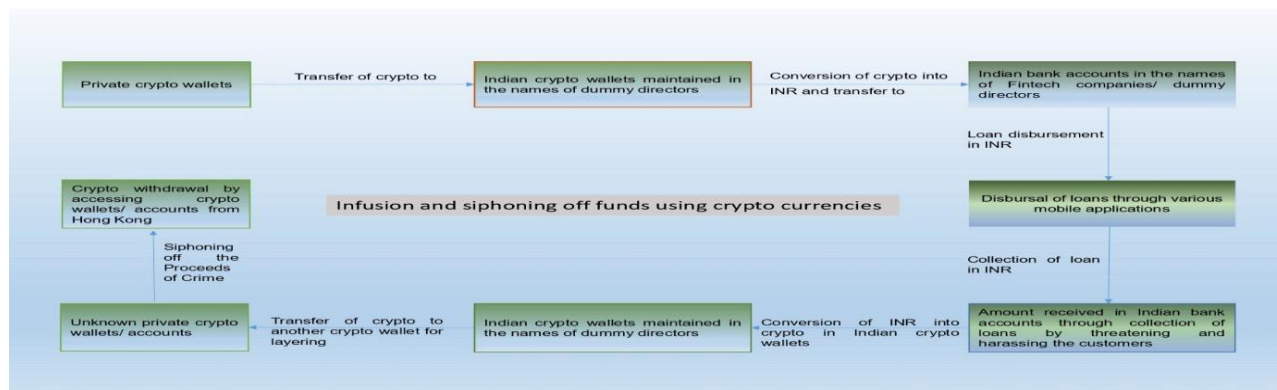 Private crypto wallets
Transfer of crypto to
Indian crypto wallets maintained in
the names of dummy directors
Conversion of crypto into
INR and transfer to
Indian bank accounts in the names
of Fintech companies/ dummy
directors
Loan disbursement
in INR
Disbursal of loans through various
mobile applications
Collection of loan
in INR
Amount received in Indian bank
accounts through collection of
loans by threatening and
harassing the customers
Conversion of INR into
crypto in Indian crypto
wallets
Indian crypto wallets maintained in
the names of dummy directors
Transfer of crypto to
another crypto wallet for
layering
Unknown private crypto
wallets/ accounts
Siphoning
off the
Proceeds
of Crime
Crypto withdrawal by
accessing crypto
wallets/ accounts from
Hong Kong
Infusion and siphoning off funds using crypto currencies